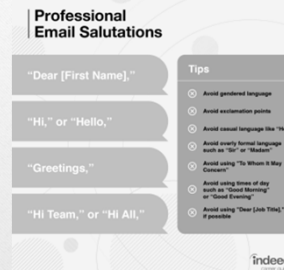 Professional
Email Salutations
"Dear [First Name],"
"Hi," or "Hello,"
"Greetings,"
"Hi Team," or "Hi All,"
Tips
Avoid gendered language
Avoid exclamation points
Avoid casual language like "H
Avoid overly formal language
such as "Sir" or "Madam"
Avoid using "To Whom It May
Concern"
Avoid using times of day
such as "Good Morning"
or "Good Evening"
Avoid using "Dear [Job Title],"
if possible
indee